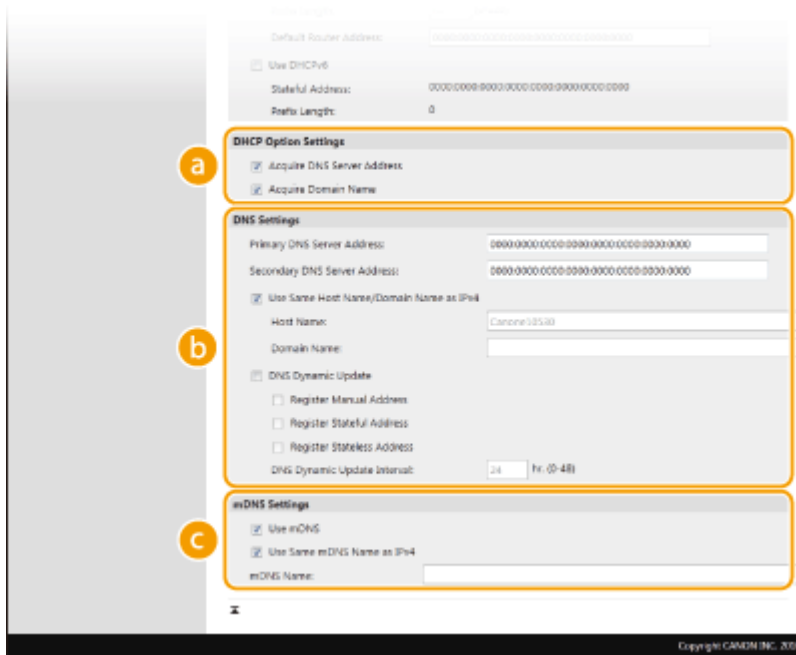 Default Router Address: 0000:0000:0000:0000:0000:0000:0000:0000
Use DHCPv6
Stateful Address: 0000:0000:0000:0000:0000:0000:0000:0000
Prefix Length: 0
a
DHCP Option Settings
Acquire DNS Server Address
Acquire Domain Name
b
DNS Settings
Primary DNS Server Address: 0000:0000:0000:0000:0000:0000:0000:0000
Secondary DNS Server Address: 0000:0000:0000:0000:0000:0000:0000:0000
Use Same Host Name/Domain Name as IPv4
Host Name: Canone10530
Domain Name:
DNS Dynamic Update
Register Manual Address
Register Stateful Address
Register Stateless Address
DNS Dynamic Update Interval: 24 hr. (0-48)
c
mDNS Settings
Use mDNS
Use Same mDNS Name as IPv4
mDNS Name:
Copyright CANON INC. 201